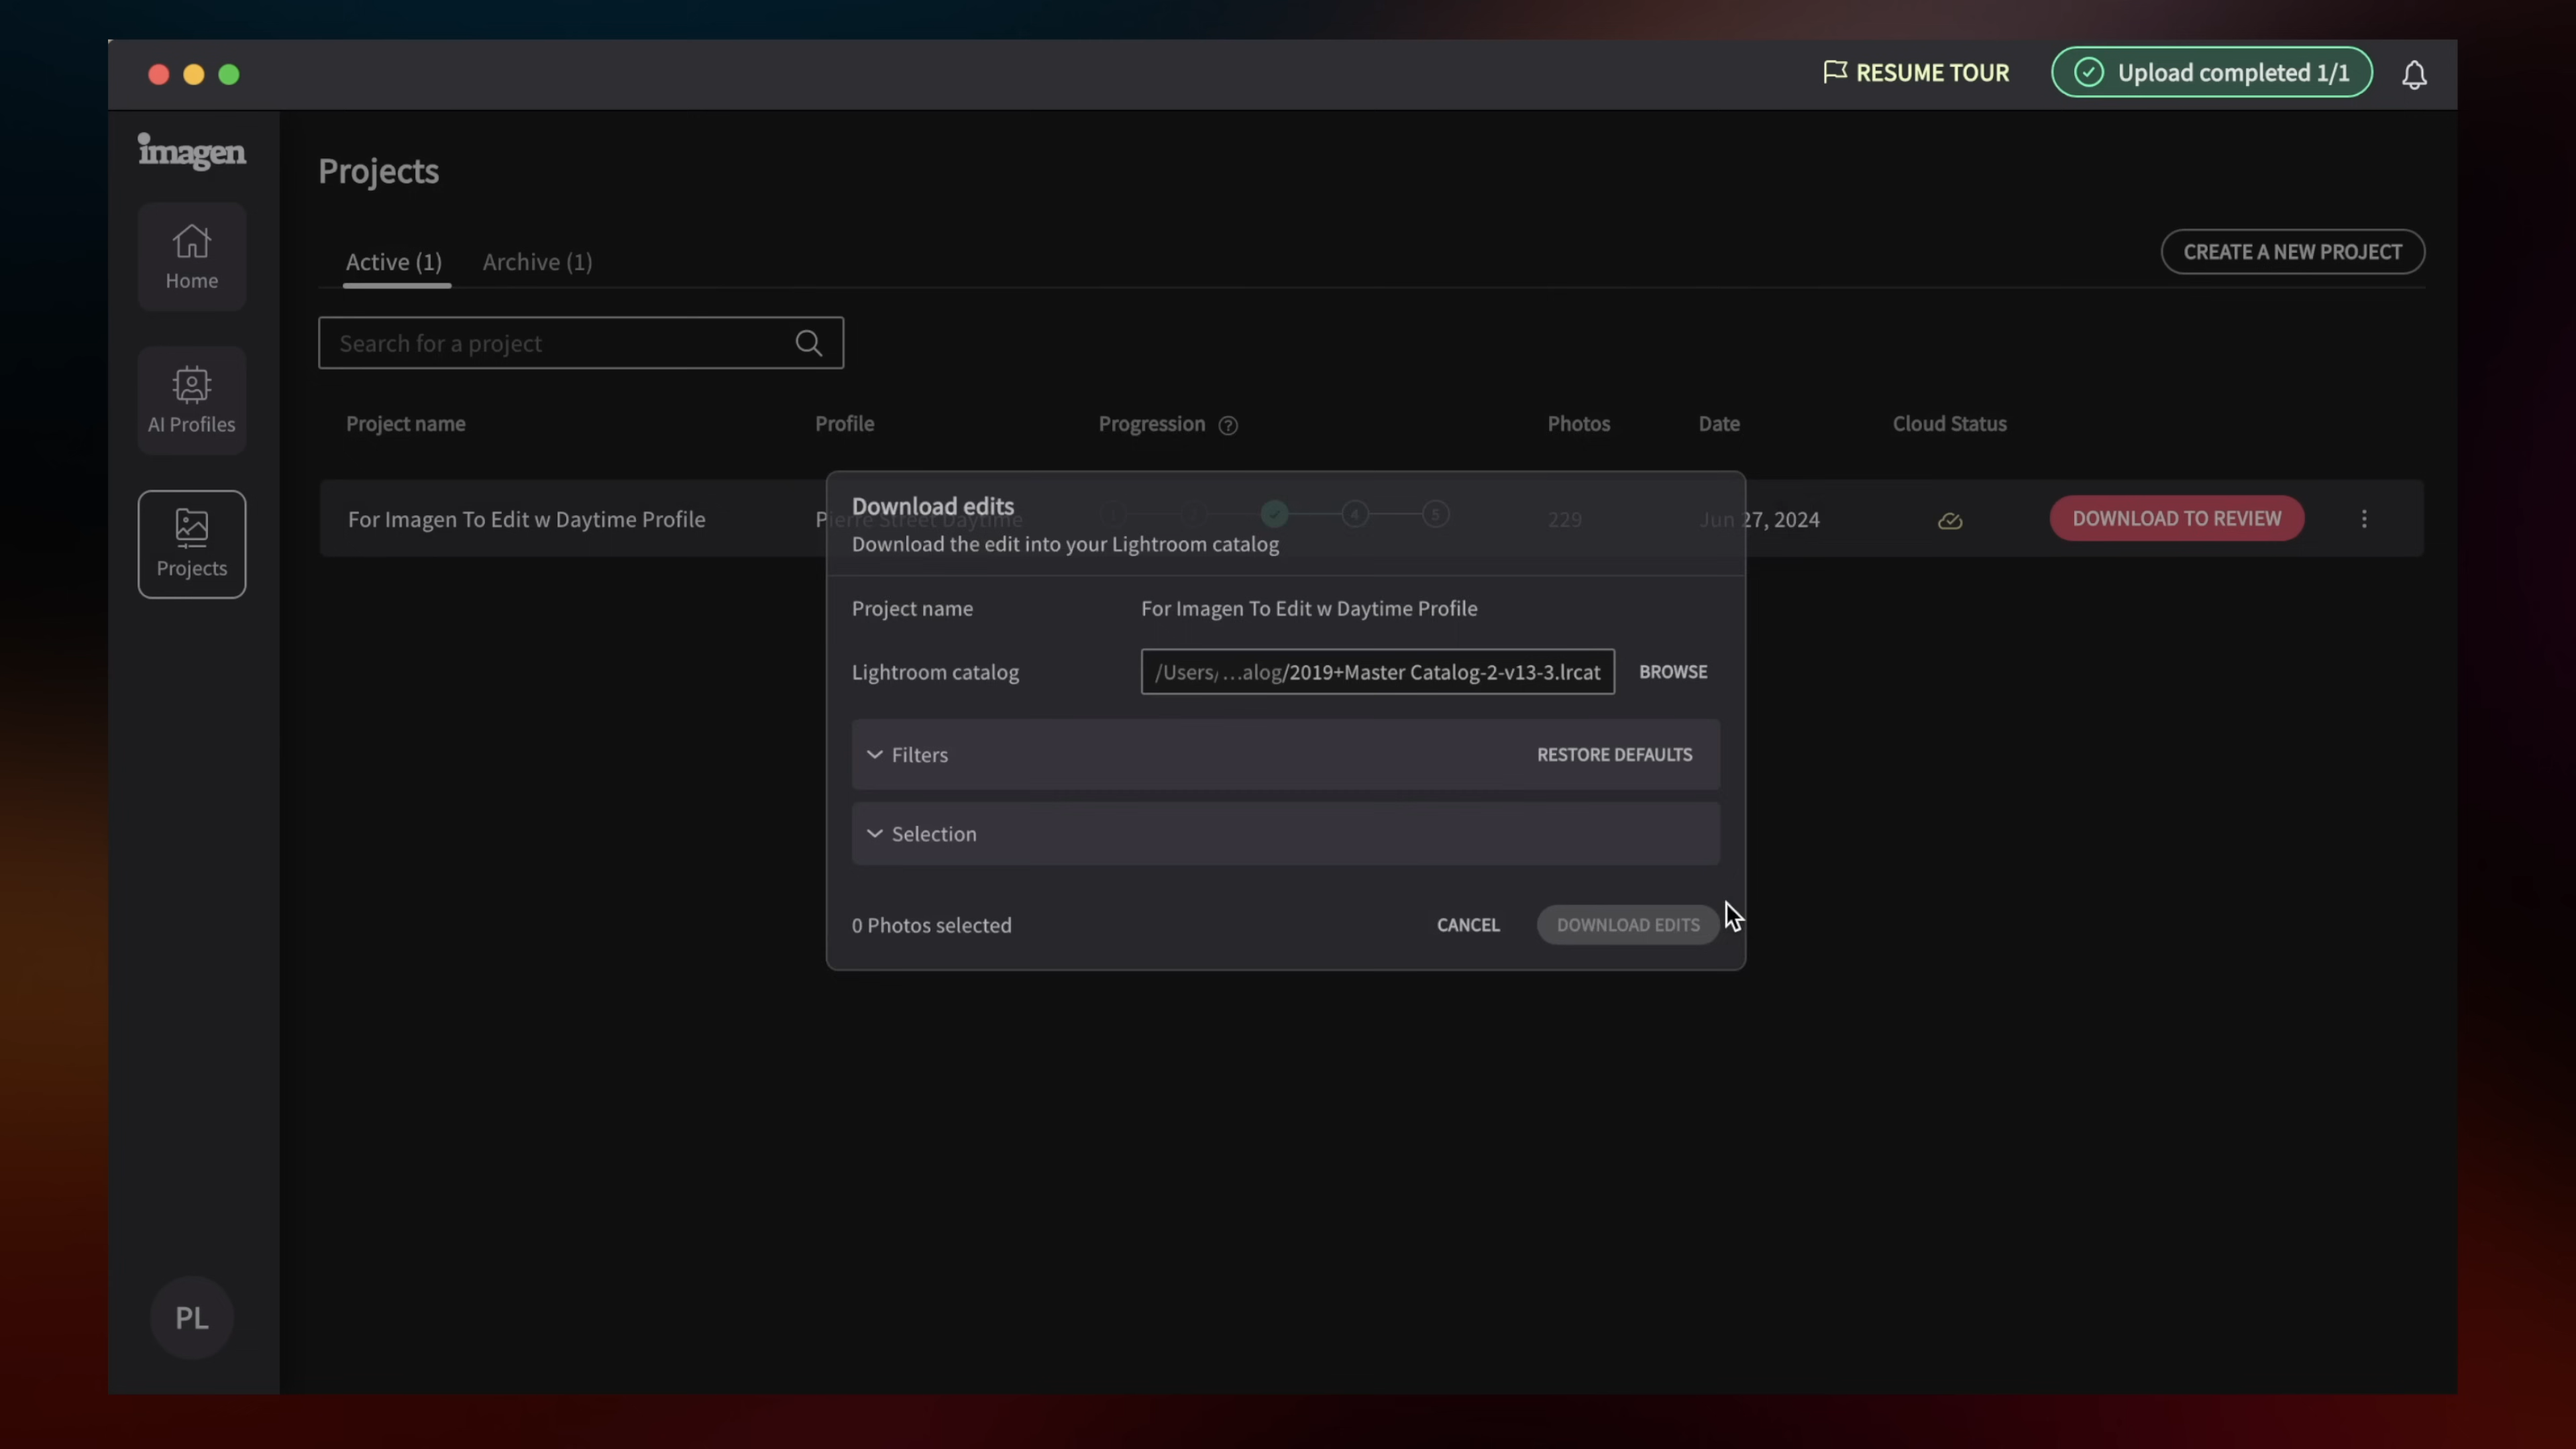 RESUME TOUR
Upload completed 1/1
imagen
Home
AI Profiles
Projects
PL
Projects
Active (1)
Archive (1)
CREATE A NEW PROJECT
Search for a project
Project name
Profile
Progression ?
Photos
Date
Cloud Status
For Imagen To Edit w Daytime Profile
Pierre Street Daytime
4
5
229
Jun 27, 2024
DOWNLOAD TO REVIEW
Download edits
Download the edit into your Lightroom catalog
Project name
For Imagen To Edit w Daytime Profile
Lightroom catalog
/Users/ ...alog/2019+Master Catalog-2-v13-3.lrcat
BROWSE
Filters
RESTORE DEFAULTS
Selection
0 Photos selected
CANCEL
DOWNLOAD EDITS